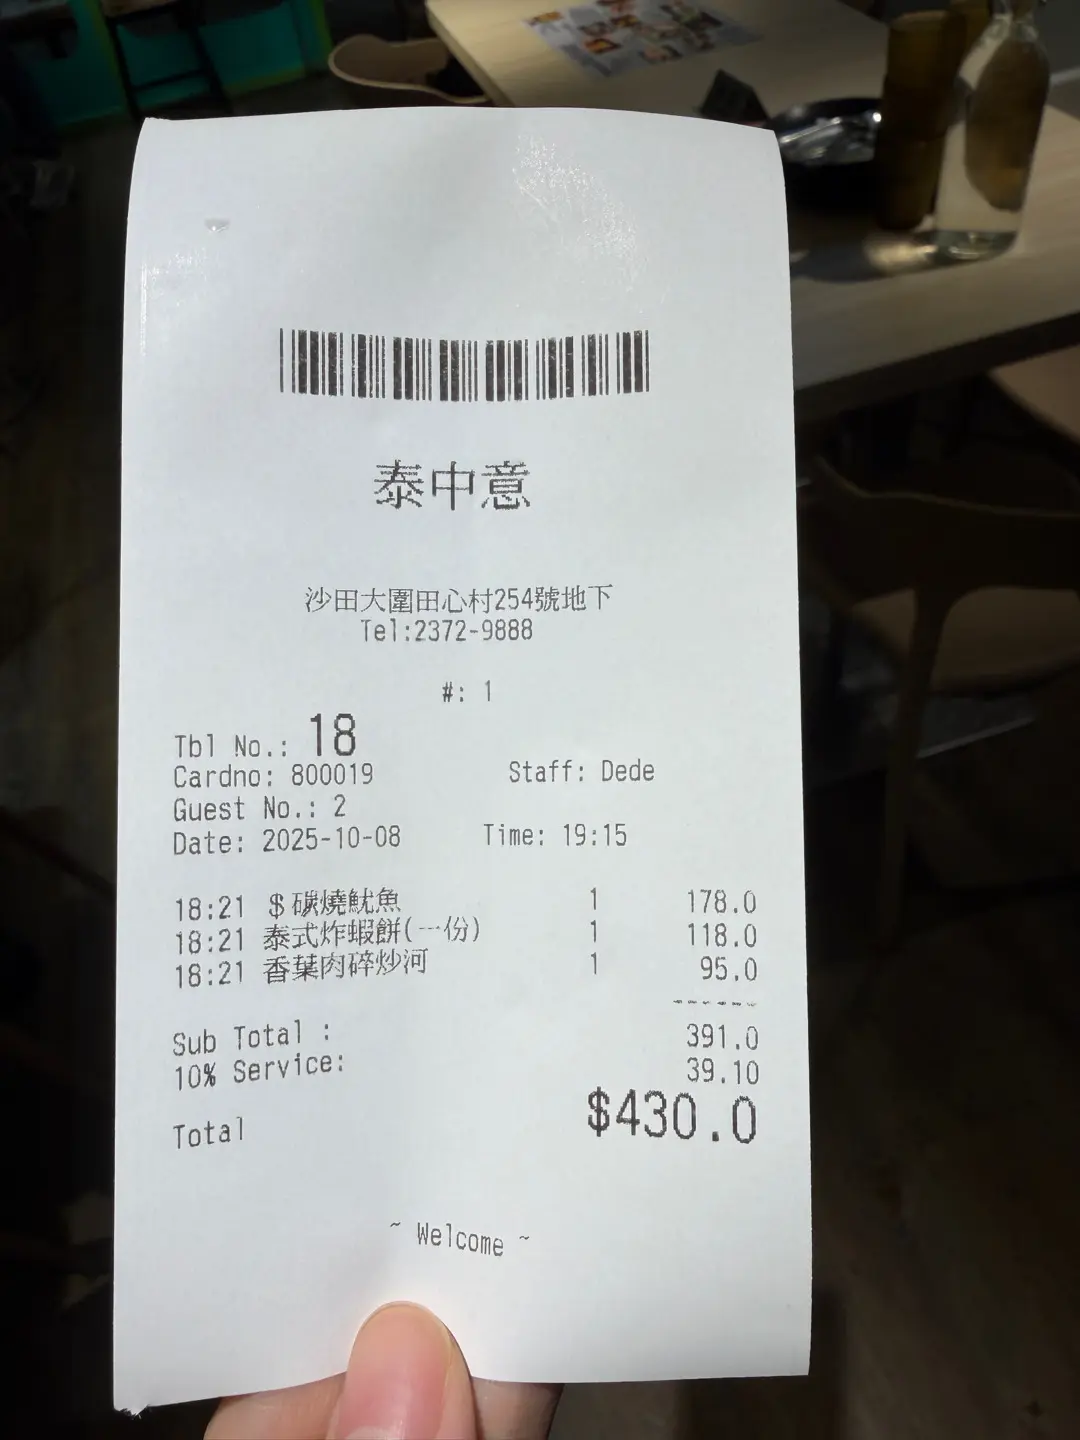 泰中意
沙田大圍田心村254號地下
Tel:2372-9888
#: 1
Tbl No.: 18
Cardno: 800019 Staff: Dede
Guest No.: 2
Date: 2025-10-08 Time: 19:15
18:21 $碳燒魷魚 1 178.0
18:21 泰式炸蝦餅(一份) 1 118.0
18:21 香葉肉碎炒河 1 95.0
------
Sub Total : 391.0
10% Service: 39.10
Total $430.0
~ Welcome ~